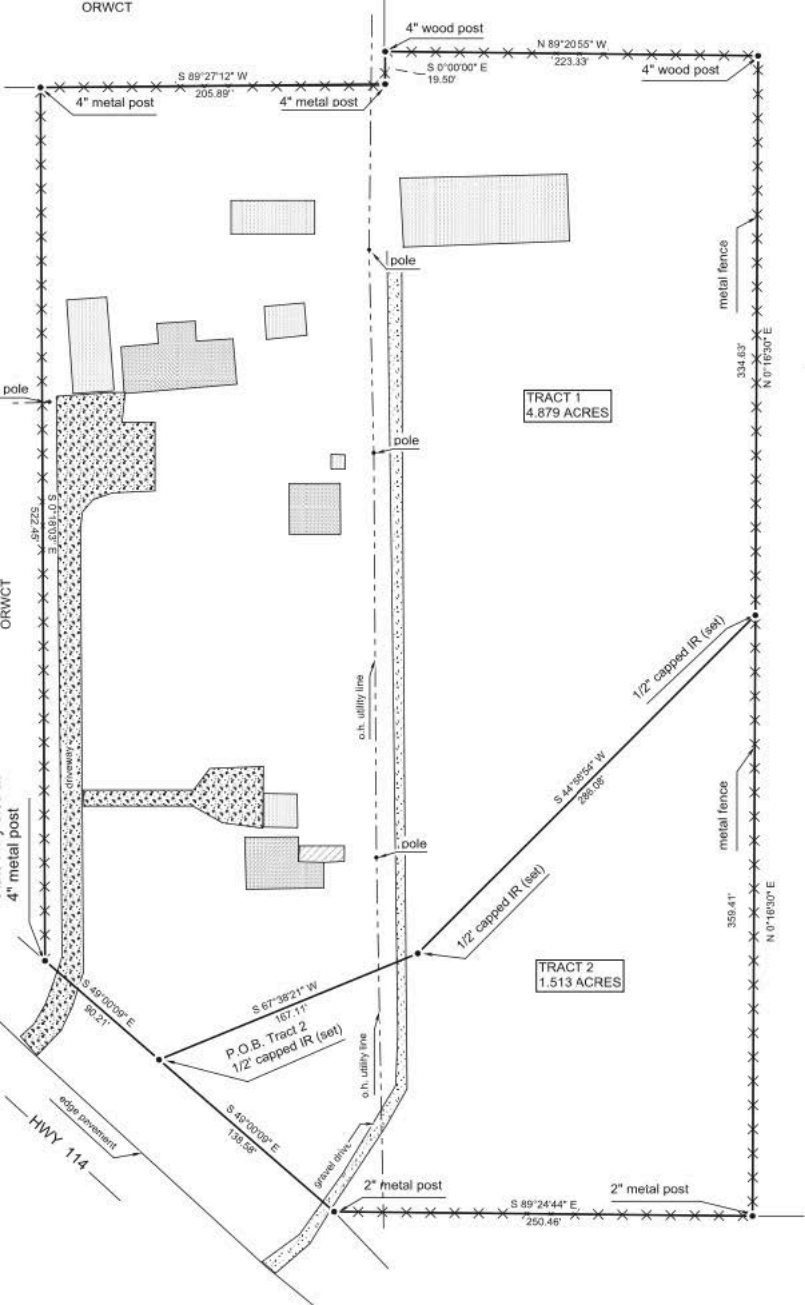 ORWCT
4" wood post
N 89°20'55" W
223.33'
S 0°00'00" E
19.50'
4" wood post
S 89°27'12" W
205.89'
4" metal post
4" metal post
pole
metal fence
334.63'
N 0°16'30" E
pole
TRACT 1
4.879 ACRES
pole
S 0°18'03" E
522.45'
ORWCT
1/2" capped IR (set)
o.h. utility line
driveway
S 44°56'54" W
286.08'
metal fence
4" metal post
pole
1/2' capped IR (set)
359.41'
N 0°16'30" E
TRACT 2
1.513 ACRES
S 49°00'09" E
90.21'
S 67°38'21" W
167.11'
P.O.B. Tract 2
1/2' capped IR (set)
o.h. utility line
edge pavement
HWY 114
S 49°00'09" E
138.58'
gravel drive
2" metal post
S 89°24'44" E
250.46'
2" metal post